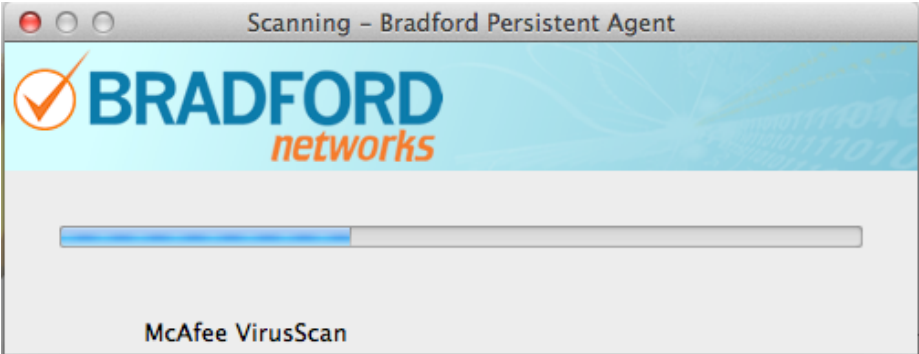 Scanning – Bradford Persistent Agent
BRADFORD
networks
McAfee VirusScan